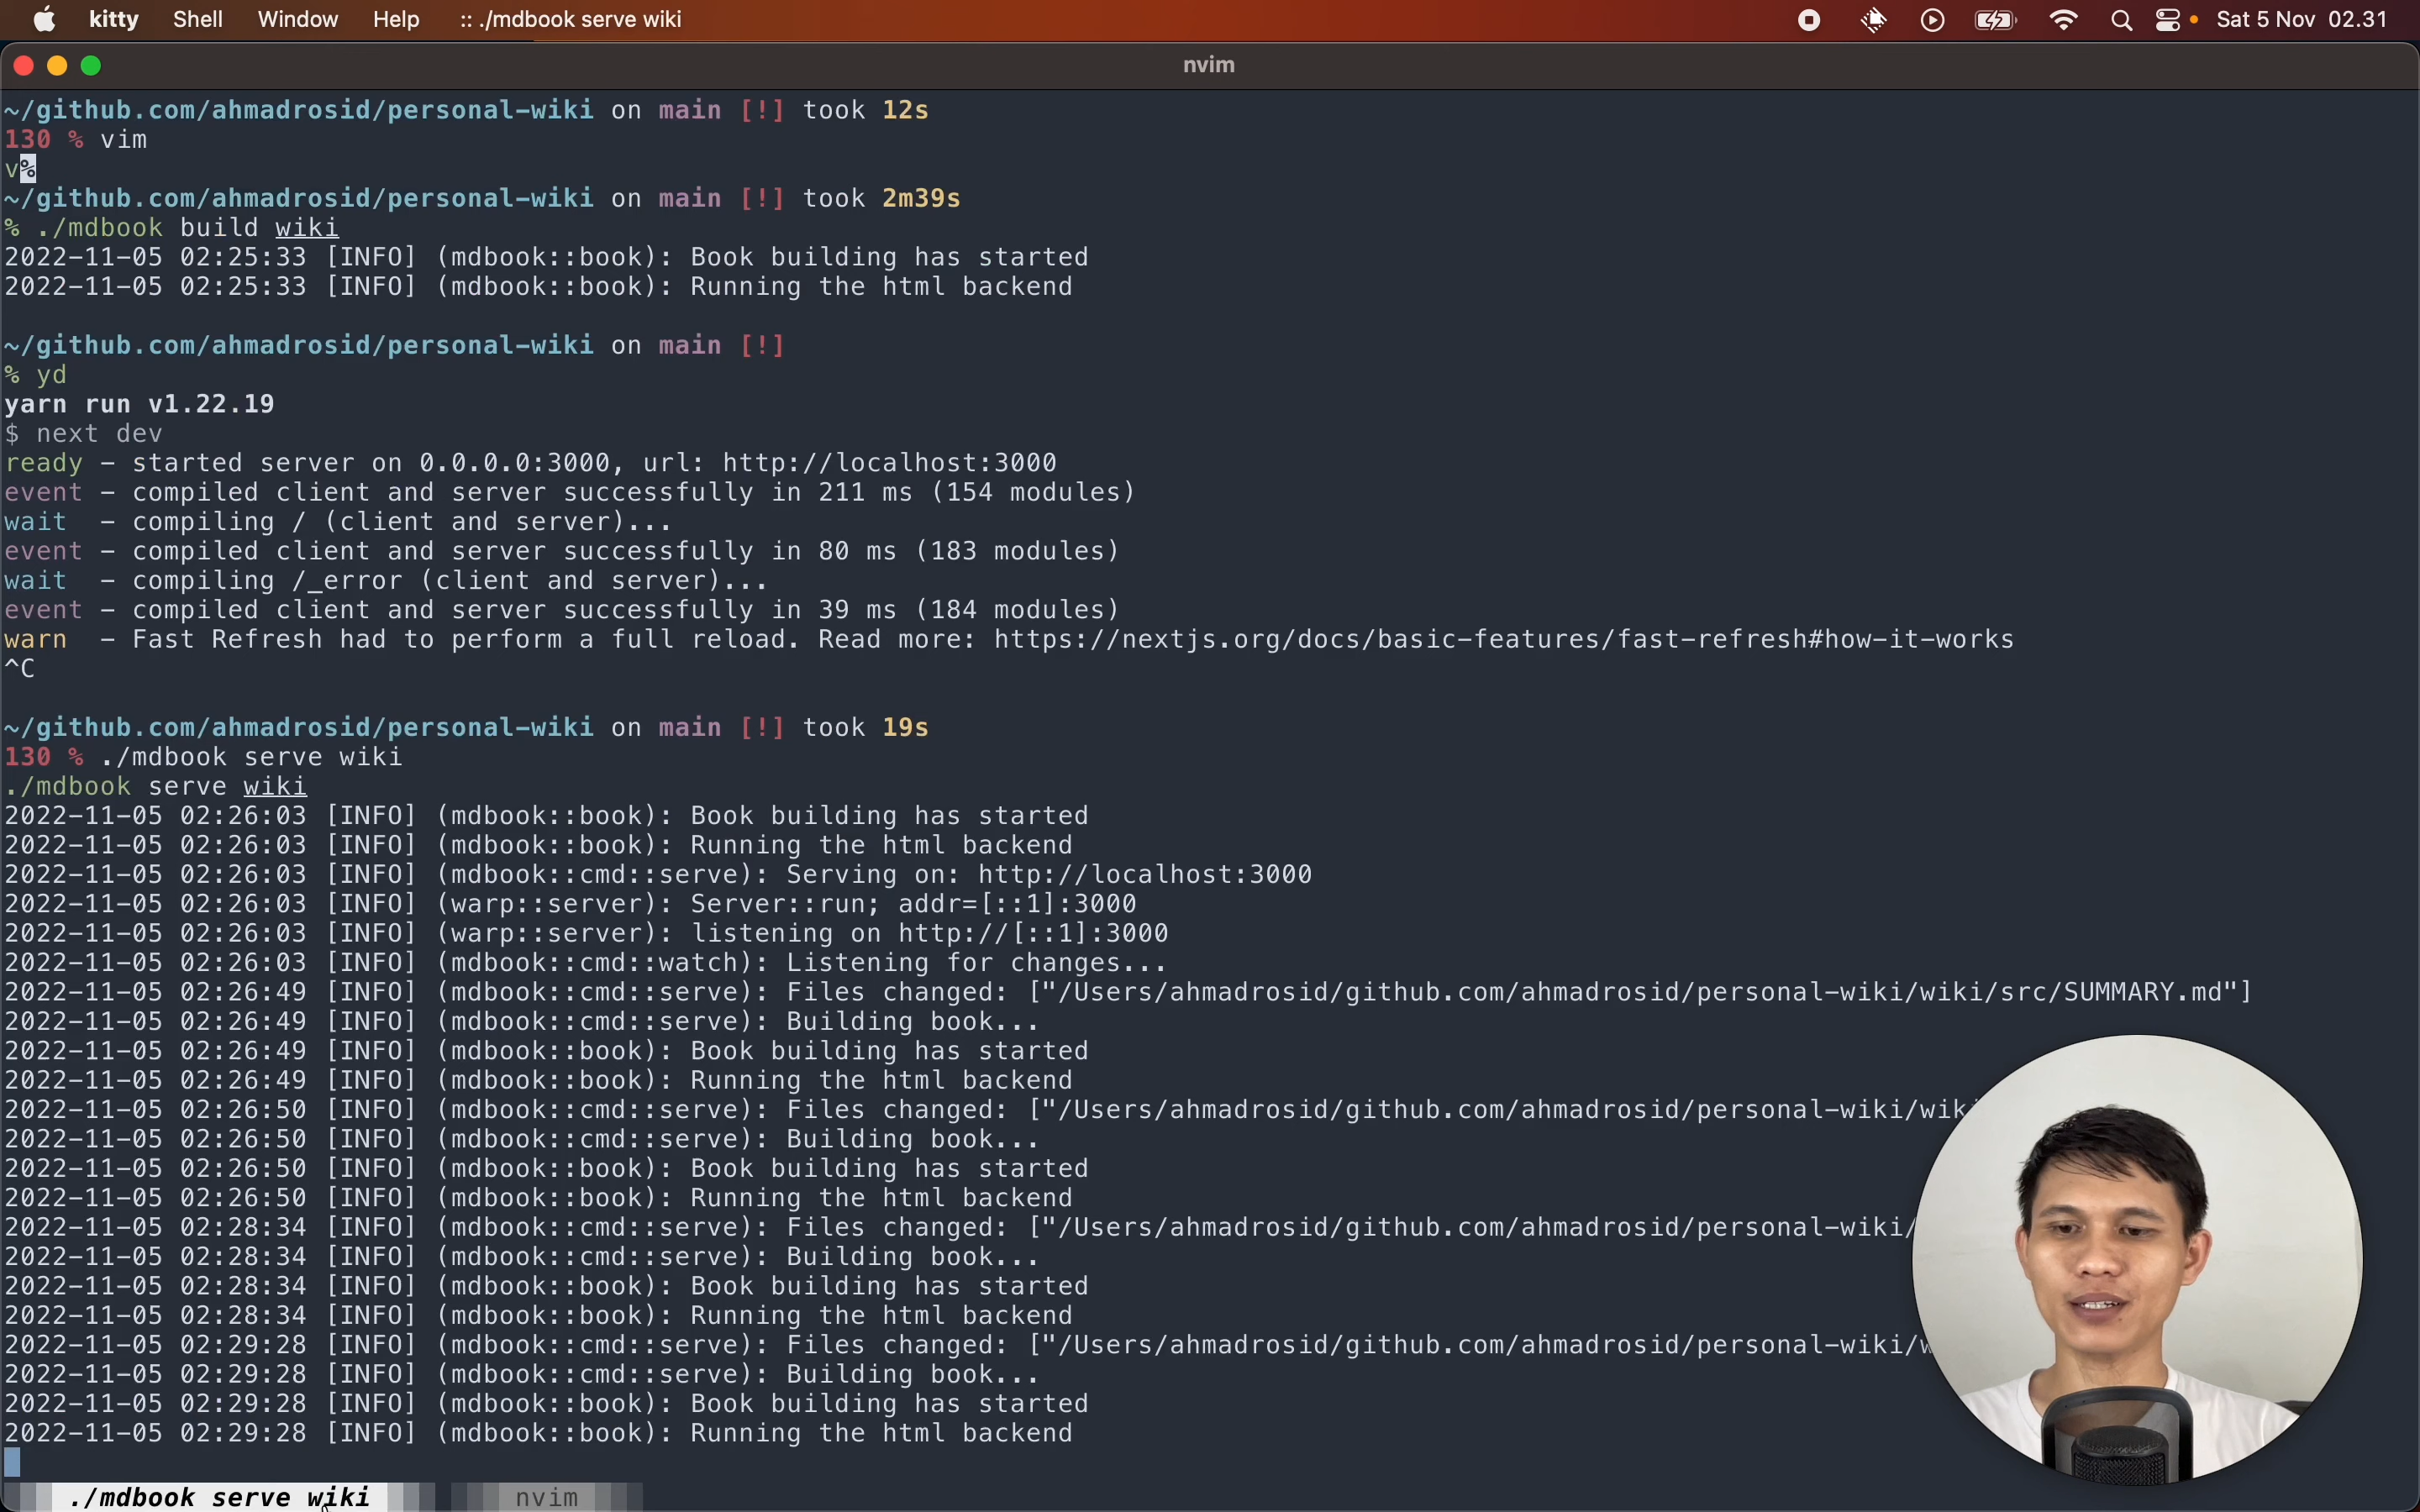 kitty Shell Window Help :: ./mdbook serve wiki Sat 5 Nov 02.31
nvim
~/github.com/ahmadrosid/personal-wiki on main [!] took 12s
130 % vim
v%
~/github.com/ahmadrosid/personal-wiki on main [!] took 2m39s
% ./mdbook build wiki
2022-11-05 02:25:33 [INFO] (mdbook::book): Book building has started
2022-11-05 02:25:33 [INFO] (mdbook::book): Running the html backend
~/github.com/ahmadrosid/personal-wiki on main [!]
% yd
yarn run v1.22.19
$ next dev
ready - started server on 0.0.0.0:3000, url: http://localhost:3000
event - compiled client and server successfully in 211 ms (154 modules)
wait  - compiling / (client and server)...
event - compiled client and server successfully in 80 ms (183 modules)
wait  - compiling /_error (client and server)...
event - compiled client and server successfully in 39 ms (184 modules)
warn  - Fast Refresh had to perform a full reload. Read more: https://nextjs.org/docs/basic-features/fast-refresh#how-it-works
^C
~/github.com/ahmadrosid/personal-wiki on main [!] took 19s
130 % ./mdbook serve wiki
./mdbook serve wiki
2022-11-05 02:26:03 [INFO] (mdbook::book): Book building has started
2022-11-05 02:26:03 [INFO] (mdbook::book): Running the html backend
2022-11-05 02:26:03 [INFO] (mdbook::cmd::serve): Serving on: http://localhost:3000
2022-11-05 02:26:03 [INFO] (warp::server): Server::run; addr=[::1]:3000
2022-11-05 02:26:03 [INFO] (warp::server): listening on http://[::1]:3000
2022-11-05 02:26:03 [INFO] (mdbook::cmd::watch): Listening for changes...
2022-11-05 02:26:49 [INFO] (mdbook::cmd::serve): Files changed: ["/Users/ahmadrosid/github.com/ahmadrosid/personal-wiki/wiki/src/SUMMARY.md"]
2022-11-05 02:26:49 [INFO] (mdbook::cmd::serve): Building book...
2022-11-05 02:26:49 [INFO] (mdbook::book): Book building has started
2022-11-05 02:26:49 [INFO] (mdbook::book): Running the html backend
2022-11-05 02:26:50 [INFO] (mdbook::cmd::serve): Files changed: ["/Users/ahmadrosid/github.com/ahmadrosid/personal-wiki/wik
2022-11-05 02:26:50 [INFO] (mdbook::cmd::serve): Building book...
2022-11-05 02:26:50 [INFO] (mdbook::book): Book building has started
2022-11-05 02:26:50 [INFO] (mdbook::book): Running the html backend
2022-11-05 02:28:34 [INFO] (mdbook::cmd::serve): Files changed: ["/Users/ahmadrosid/github.com/ahmadrosid/personal-wiki/
2022-11-05 02:28:34 [INFO] (mdbook::cmd::serve): Building book...
2022-11-05 02:28:34 [INFO] (mdbook::book): Book building has started
2022-11-05 02:28:34 [INFO] (mdbook::book): Running the html backend
2022-11-05 02:29:28 [INFO] (mdbook::cmd::serve): Files changed: ["/Users/ahmadrosid/github.com/ahmadrosid/personal-wiki/w
2022-11-05 02:29:28 [INFO] (mdbook::cmd::serve): Building book...
2022-11-05 02:29:28 [INFO] (mdbook::book): Book building has started
2022-11-05 02:29:28 [INFO] (mdbook::book): Running the html backend
./mdbook serve wiki nvim